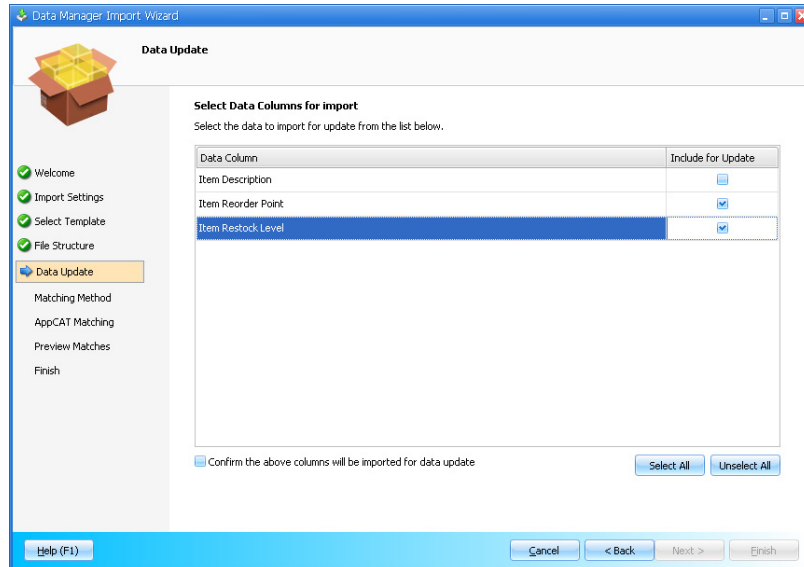 Data Manager Import Wizard
Data Update
Select Data Columns for import
Select the data to import for update from the list below.
Data Column Include for Update
Item Description
Item Reorder Point
Item Restock Level
Welcome
Import Settings
Select Template
File Structure
Data Update
Matching Method
AppCAT Matching
Preview Matches
Finish
Confirm the above columns will be imported for data update
Select All Unselect All
Help (F1) Cancel < Back Next > Finish